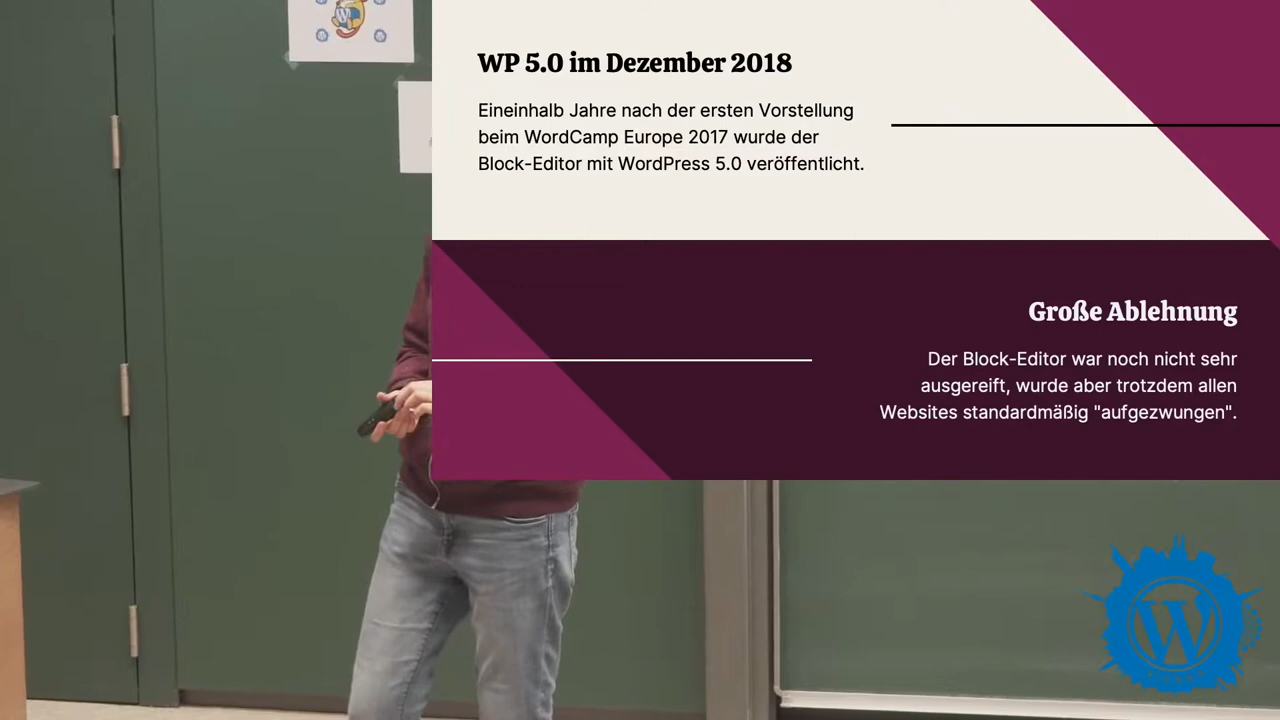 WP 5.0 im Dezember 2018
Eineinhalb Jahre nach der ersten Vorstellung
beim WordCamp Europe 2017 wurde der
Block-Editor mit WordPress 5.0 veröffentlicht.
Große Ablehnung
Der Block-Editor war noch nicht sehr
ausgereift, wurde aber trotzdem allen
Websites standardmäßig "aufgezwungen".
W